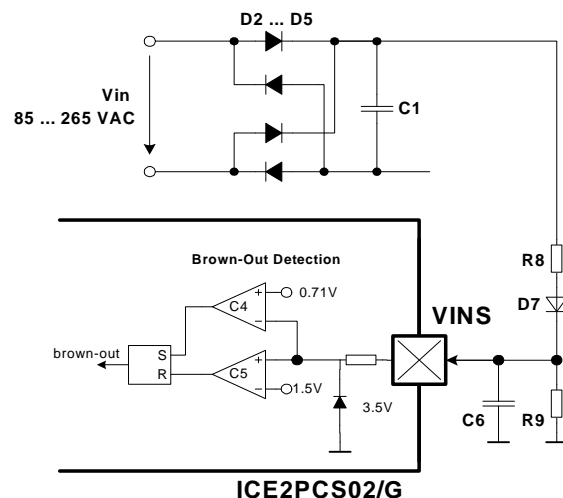 D2 ... D5
Vin
85 ... 265 VAC
C1
R8
Brown-Out Detection
D7
0.71V
C4
VINS
brown-out
S
R
C5
1.5V
3.5V
C6
R9
ICE2PCS02/G